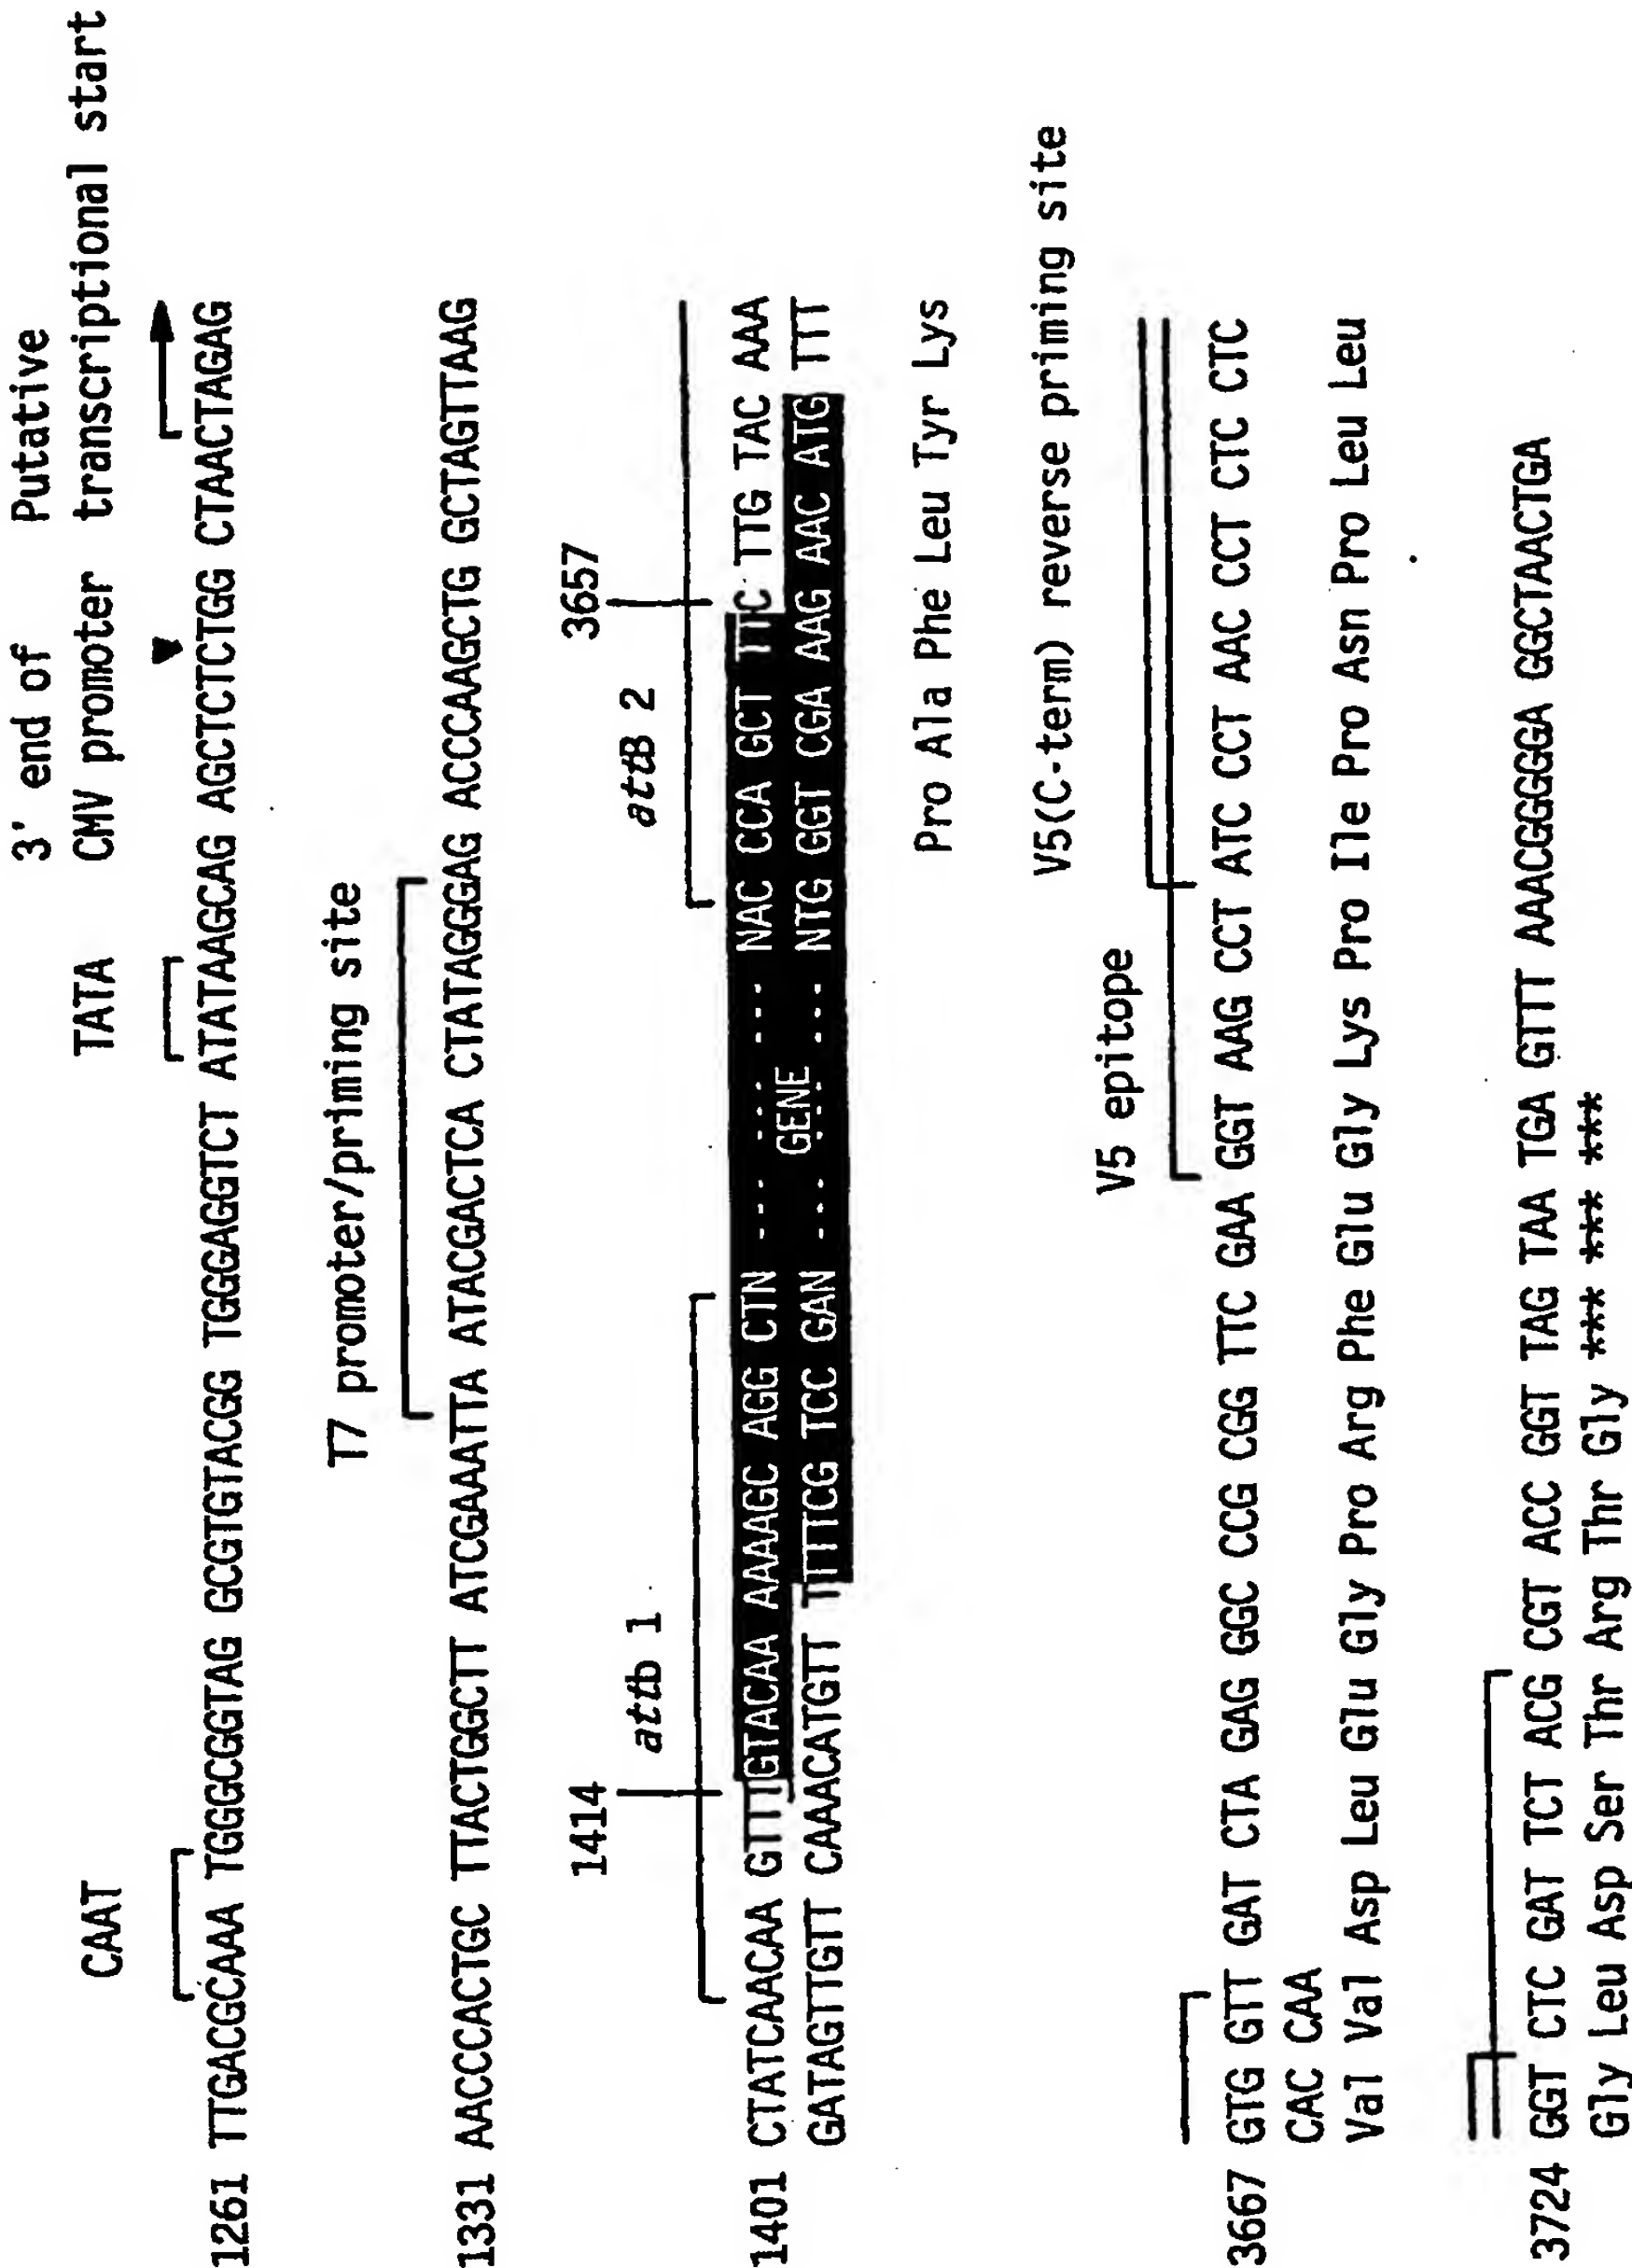 3' end of Putative
CAAT TATA CMV promoter transcriptional start
1261 TTGACGCAAA TGGGCGGTAG GCGTGTACGG TGGGAGGTCT ATATAAGCAG AGCTCTCTGG CTAACTAGAG
T7 promoter/priming site
1331 AACCCACTGC TTACTGGCTT ATCGAAATTA ATACGACTCA CTATAGGGAG ACCCAAGCTG GCTAGTTAAG
1414 3657
attb 1 attB 2
1401 CTATCAACAA GTTTGTACAA AAAAGC AGG CTN --- GENE --- NAC CCA GCT TTC TTG TAC AAA
GATAGTTGTT CAAACATGTT TTTTCG TCC GAN --- --- NTG GGT CGA AAG AAC ATG TTT
Pro Ala Phe Leu Tyr Lys
V5(C-term) reverse priming site
V5 epitope
3667 GTG GTT GAT CTA GAG GGC CCG CGG TTC GAA GGT AAG CCT ATC CCT AAC CCT CTC CTC
CAC CAA
Val Val Asp Leu Glu Gly Pro Arg Phe Glu Gly Lys Pro Ile Pro Asn Pro Leu Leu
3724 GGT CTC GAT TCT ACG CGT ACC GGT TAG TAA TGA GTTT AAACGGGGGA GGCTAACTGA
Gly Leu Asp Ser Thr Arg Thr Gly *** *** ***